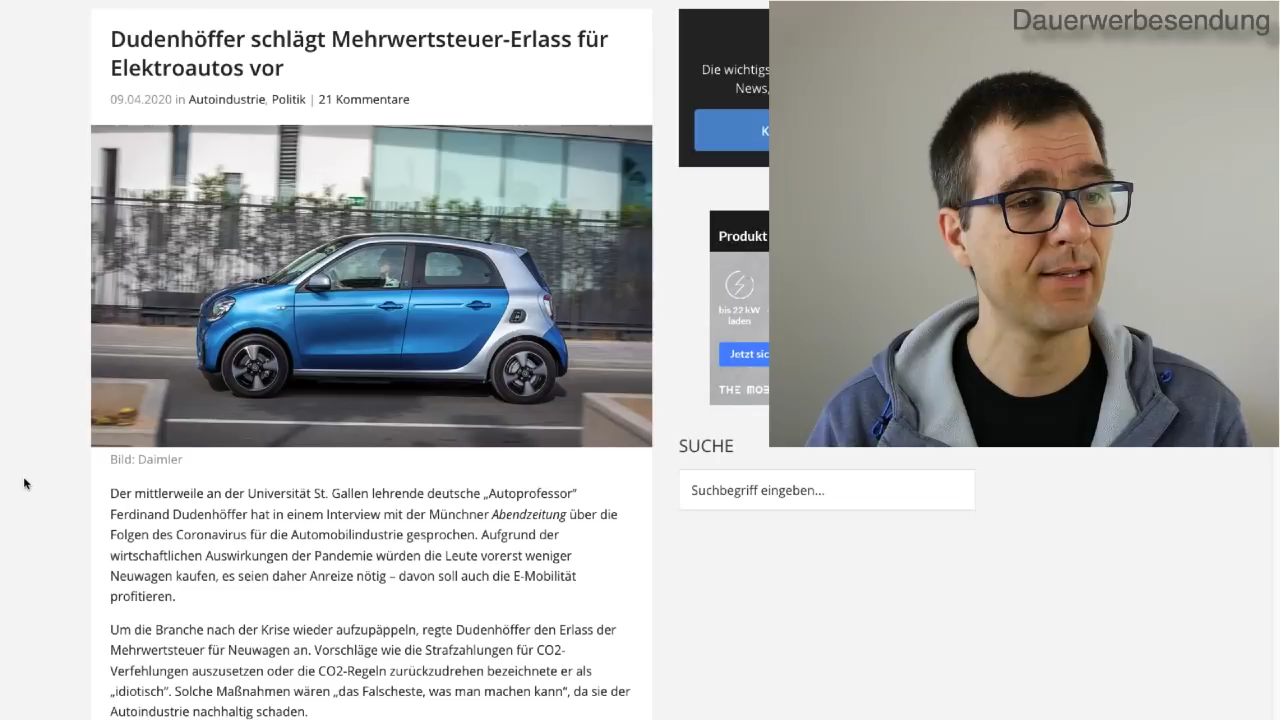 Dauerwerbesendung
Dudenhöffer schlägt Mehrwertsteuer-Erlass für
Elektroautos vor
09.04.2020 in Autoindustrie, Politik | 21 Kommentare
Bild: Daimler
Der mittlerweile an der Universität St. Gallen lehrende deutsche „Autoprofessor”
Ferdinand Dudenhöffer hat in einem Interview mit der Münchner Abendzeitung über die
Folgen des Coronavirus für die Automobilindustrie gesprochen. Aufgrund der
wirtschaftlichen Auswirkungen der Pandemie würden die Leute vorerst weniger
Neuwagen kaufen, es seien daher Anreize nötig – davon soll auch die E-Mobilität
profitieren.
Um die Branche nach der Krise wieder aufzupäppeln, regte Dudenhöffer den Erlass der
Mehrwertsteuer für Neuwagen an. Vorschläge wie die Strafzahlungen für CO2-
Verfehlungen auszusetzen oder die CO2-Regeln zurückzudrehen bezeichnete er als
„idiotisch”. Solche Maßnahmen wären „das Falscheste, was man machen kann“, da sie der
Autoindustrie nachhaltig schaden.
Die wichtigs
News,
K
Produkt
bis 22 kW
laden
Jetzt sic
THE MOB
SUCHE
Suchbegriff eingeben...